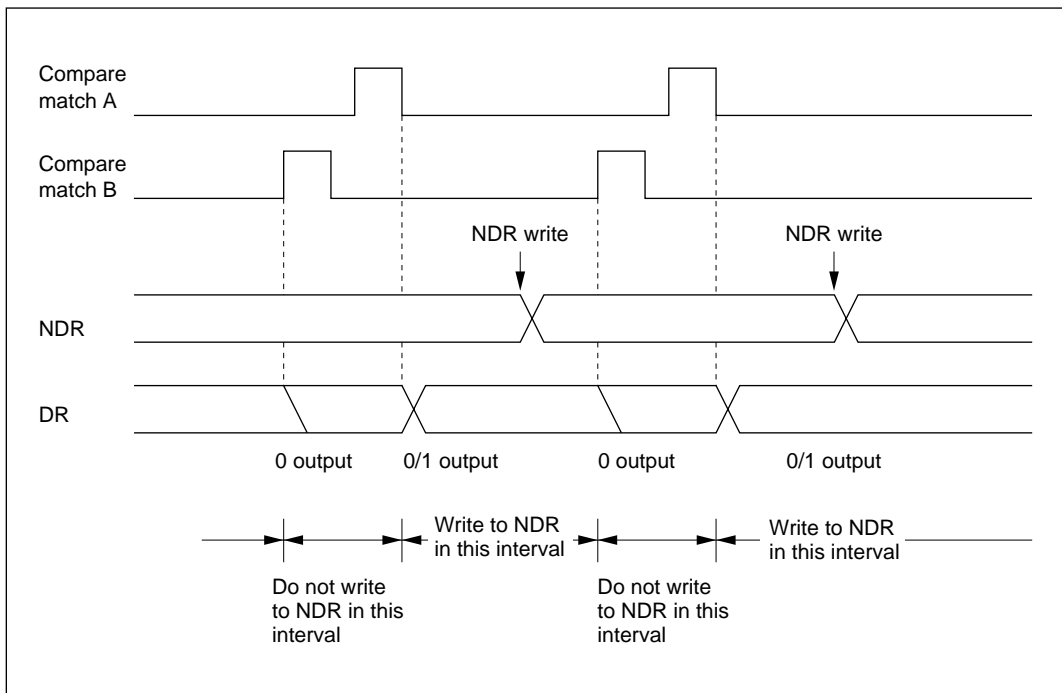 Compare
match A
Compare
match B
NDR write
NDR write
NDR
DR
0 output
0/1 output
0 output
0/1 output
Write to NDR
in this interval
Write to NDR
in this interval
Do not write
to NDR in this
interval
Do not write
to NDR in this
interval